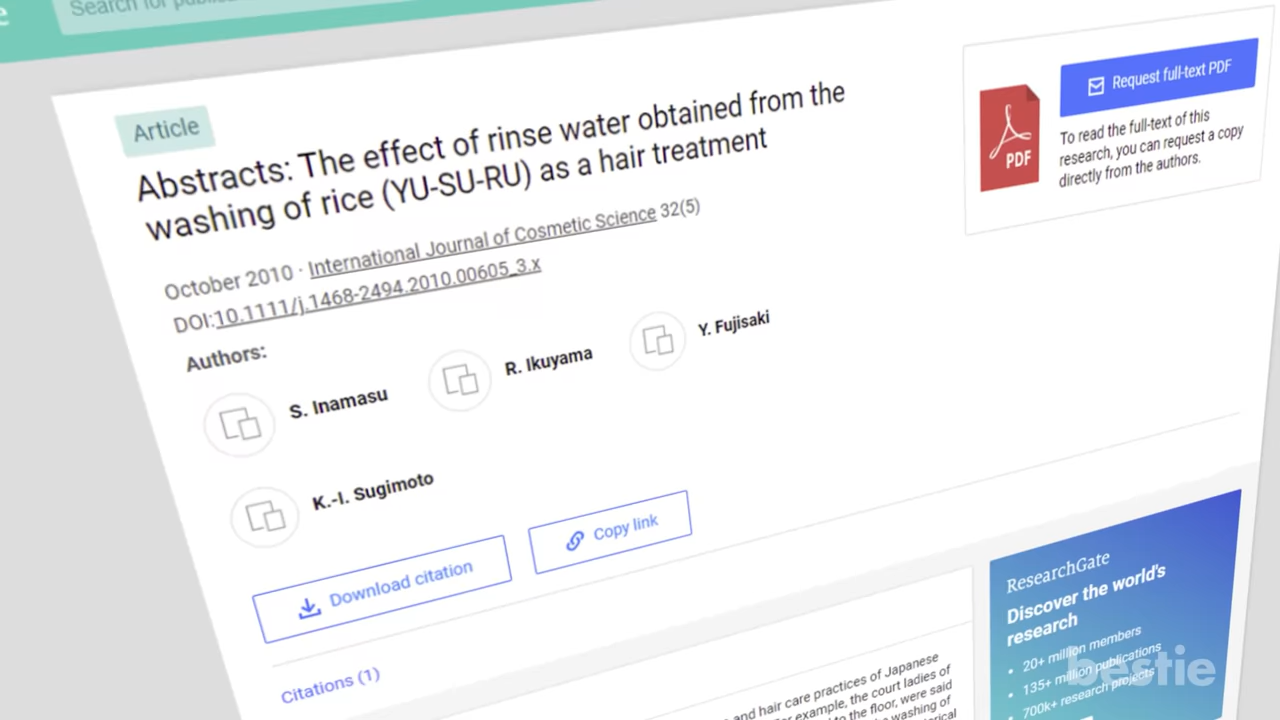 e
Search for
Article
Abstracts: The effect of rinse water obtained from the
washing of rice (YU-SU-RU) as a hair treatment
October 2010 · International Journal of Cosmetic Science 32(5)
DOI:10.1111/j.1468-2494.2010.00605_3.x
Authors:
S. Inamasu
R. Ikuyama
Y. Fujisaki
K.-I. Sugimoto
Download citation
Copy link
Citations (1)
PDF
Request full-text PDF
To read the full-text of this
research, you can request a copy
directly from the authors.
and hair care practices of Japanese
example, the court ladies of
to the floor, were said
washing of
ResearchGate
Discover the world's
research
• 20+ million members
• 135+ million publications
• 700k+ research projects
bestie